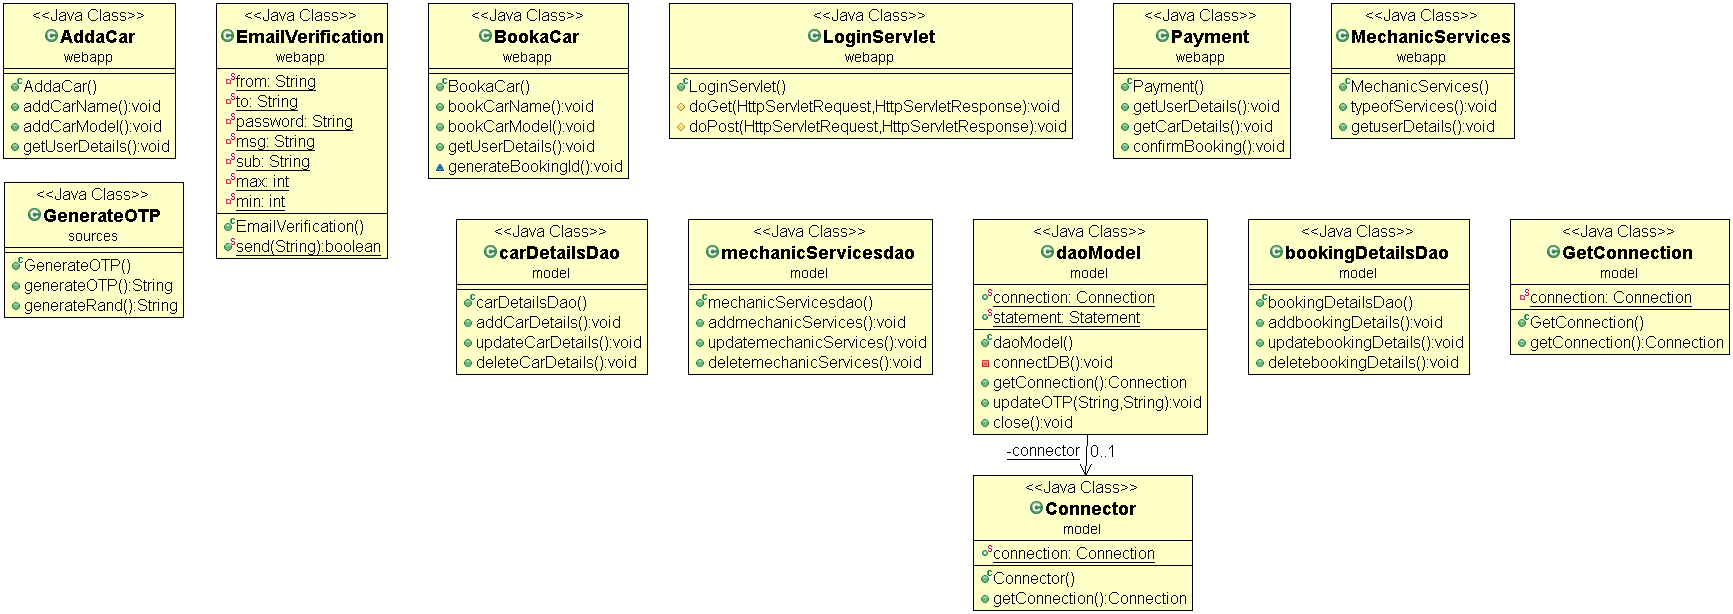 <<Java Class>>
AddaCar
webapp
AddaCar()
addCarName():void
addCarModel():void
getUserDetails():void
<<Java Class>>
EmailVerification
webapp
from: String
to: String
password: String
msg: String
sub: String
max: int
min: int
EmailVerification()
send(String):boolean
<<Java Class>>
BookaCar
webapp
BookaCar()
bookCarName():void
bookCarModel():void
getUserDetails():void
generateBookingId():void
<<Java Class>>
LoginServlet
webapp
LoginServlet()
doGet(HttpServletRequest,HttpServletResponse):void
doPost(HttpServletRequest,HttpServletResponse):void
<<Java Class>>
Payment
webapp
Payment()
getUserDetails():void
getCarDetails():void
confirmBooking():void
<<Java Class>>
MechanicServices
webapp
MechanicServices()
typeofServices():void
getuserDetails():void
<<Java Class>>
GenerateOTP
sources
GenerateOTP()
generateOTP():String
generateRand():String
<<Java Class>>
carDetailsDao
model
carDetailsDao()
addCarDetails():void
updateCarDetails():void
deleteCarDetails():void
<<Java Class>>
mechanicServicesdao
model
mechanicServicesdao()
addmechanicServices():void
updatemechanicServices():void
deletemechanicServices():void
<<Java Class>>
daoModel
model
connection: Connection
statement: Statement
daoModel()
connectDB():void
getConnection():Connection
updateOTP(String,String):void
close():void
<<Java Class>>
bookingDetailsDao
model
bookingDetailsDao()
addbookingDetails():void
updatebookingDetails():void
deletebookingDetails():void
<<Java Class>>
GetConnection
model
connection: Connection
GetConnection()
getConnection():Connection
-connector 0..1
<<Java Class>>
Connector
model
connection: Connection
Connector()
getConnection():Connection